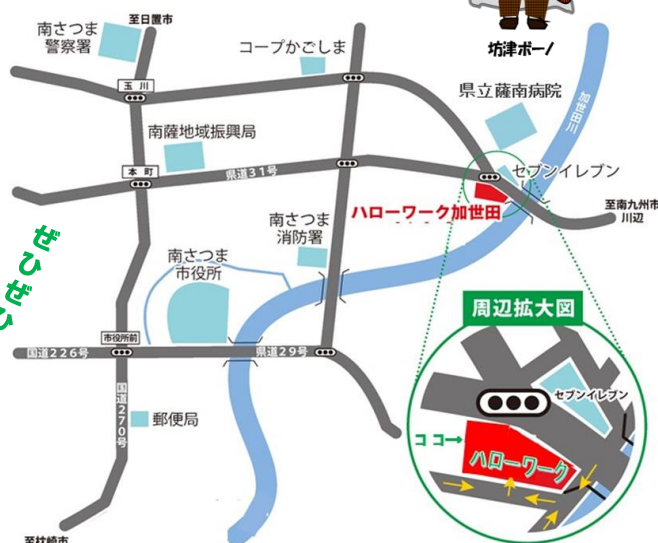 至日置市
南さつま
警察署
コープかごしま
坊津ボーノ
玉川
県立薩南病院
加世田川
南薩地域振興局
本町
県道31号
セブンイレブン
ハローワーク加世田
至南九州市
川辺
ぜひぜひ
南さつま
消防署
南さつま
市役所
周辺拡大図
市役所前
国道226号
県道29号
国道270号
郵便局
セブンイレブン
ココ→
ハローワーク
至枕崎市